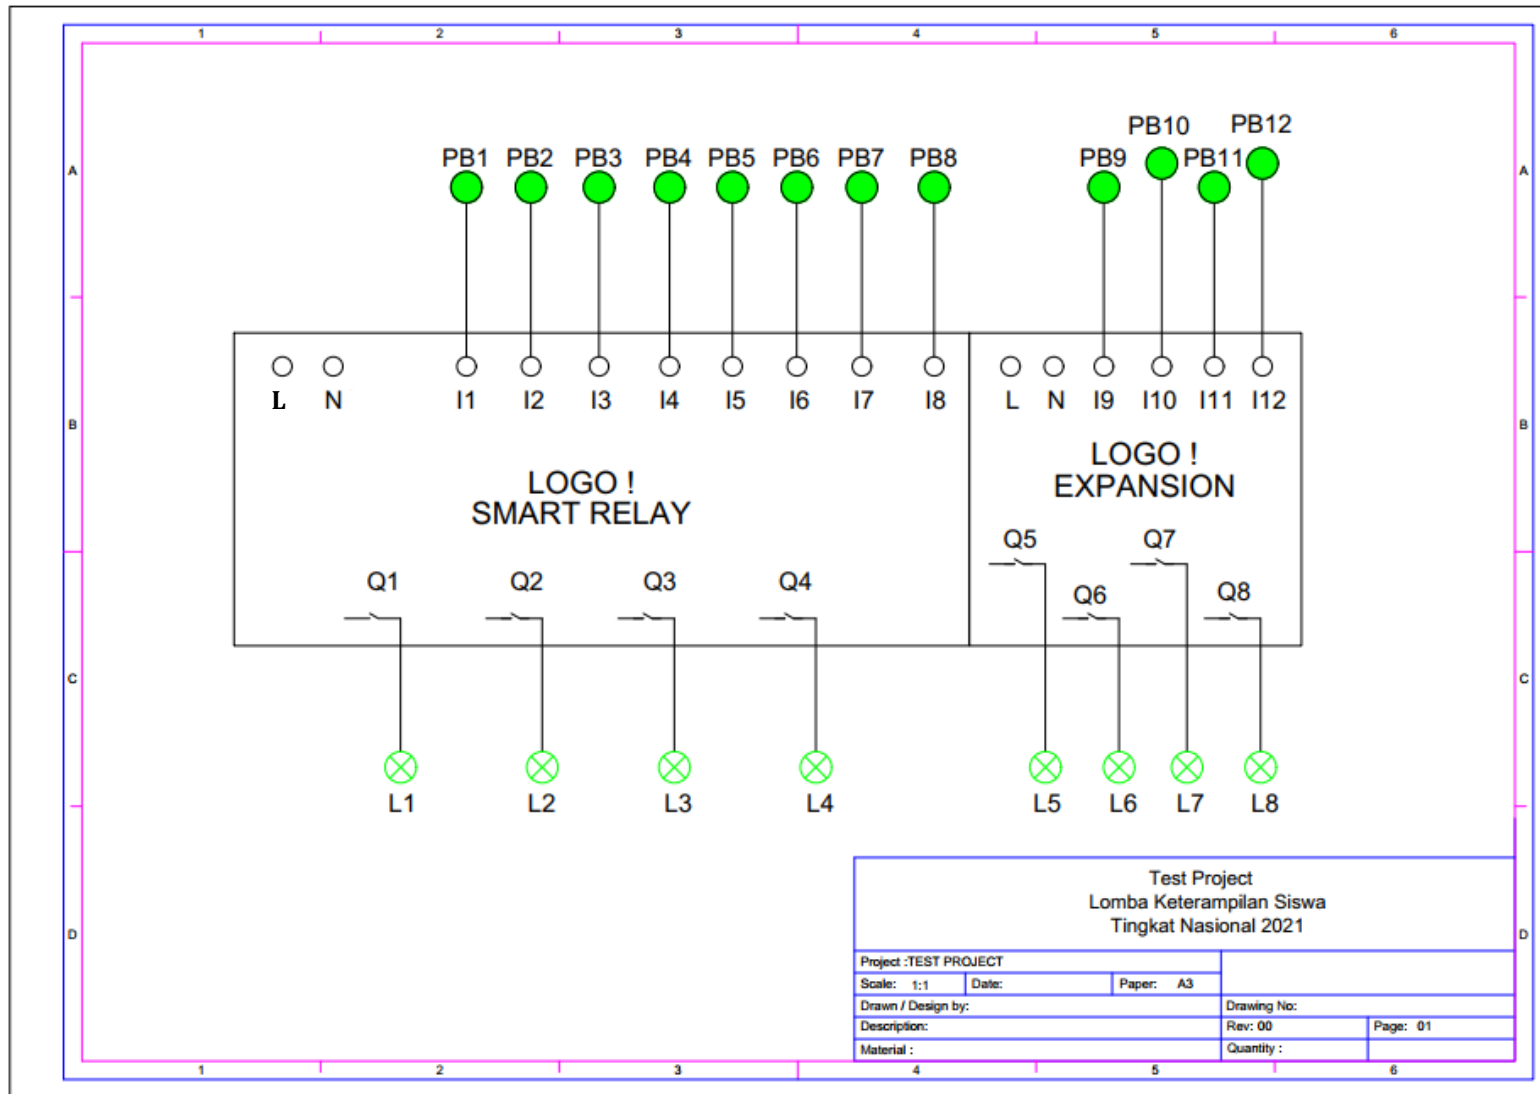 1 2 3 4 5 6
PB10 PB12
PB1 PB2 PB3 PB4 PB5 PB6 PB7 PB8 PB9 PB11
A A
L N I1 I2 I3 I4 I5 I6 I7 I8 L N I9 I10 I11 I12
B B
LOGO !
SMART RELAY
LOGO !
EXPANSION
Q5 Q7
Q1 Q2 Q3 Q4 Q6 Q8
C C
L1 L2 L3 L4 L5 L6 L7 L8
Test Project
Lomba Keterampilan Siswa
Tingkat Nasional 2021
D D
Project :TEST PROJECT
Scale: 1:1 Date: Paper: A3
Drawn / Design by: Drawing No:
Description: Rev: 00 Page: 01
Material : Quantity :
1 2 3 4 5 6